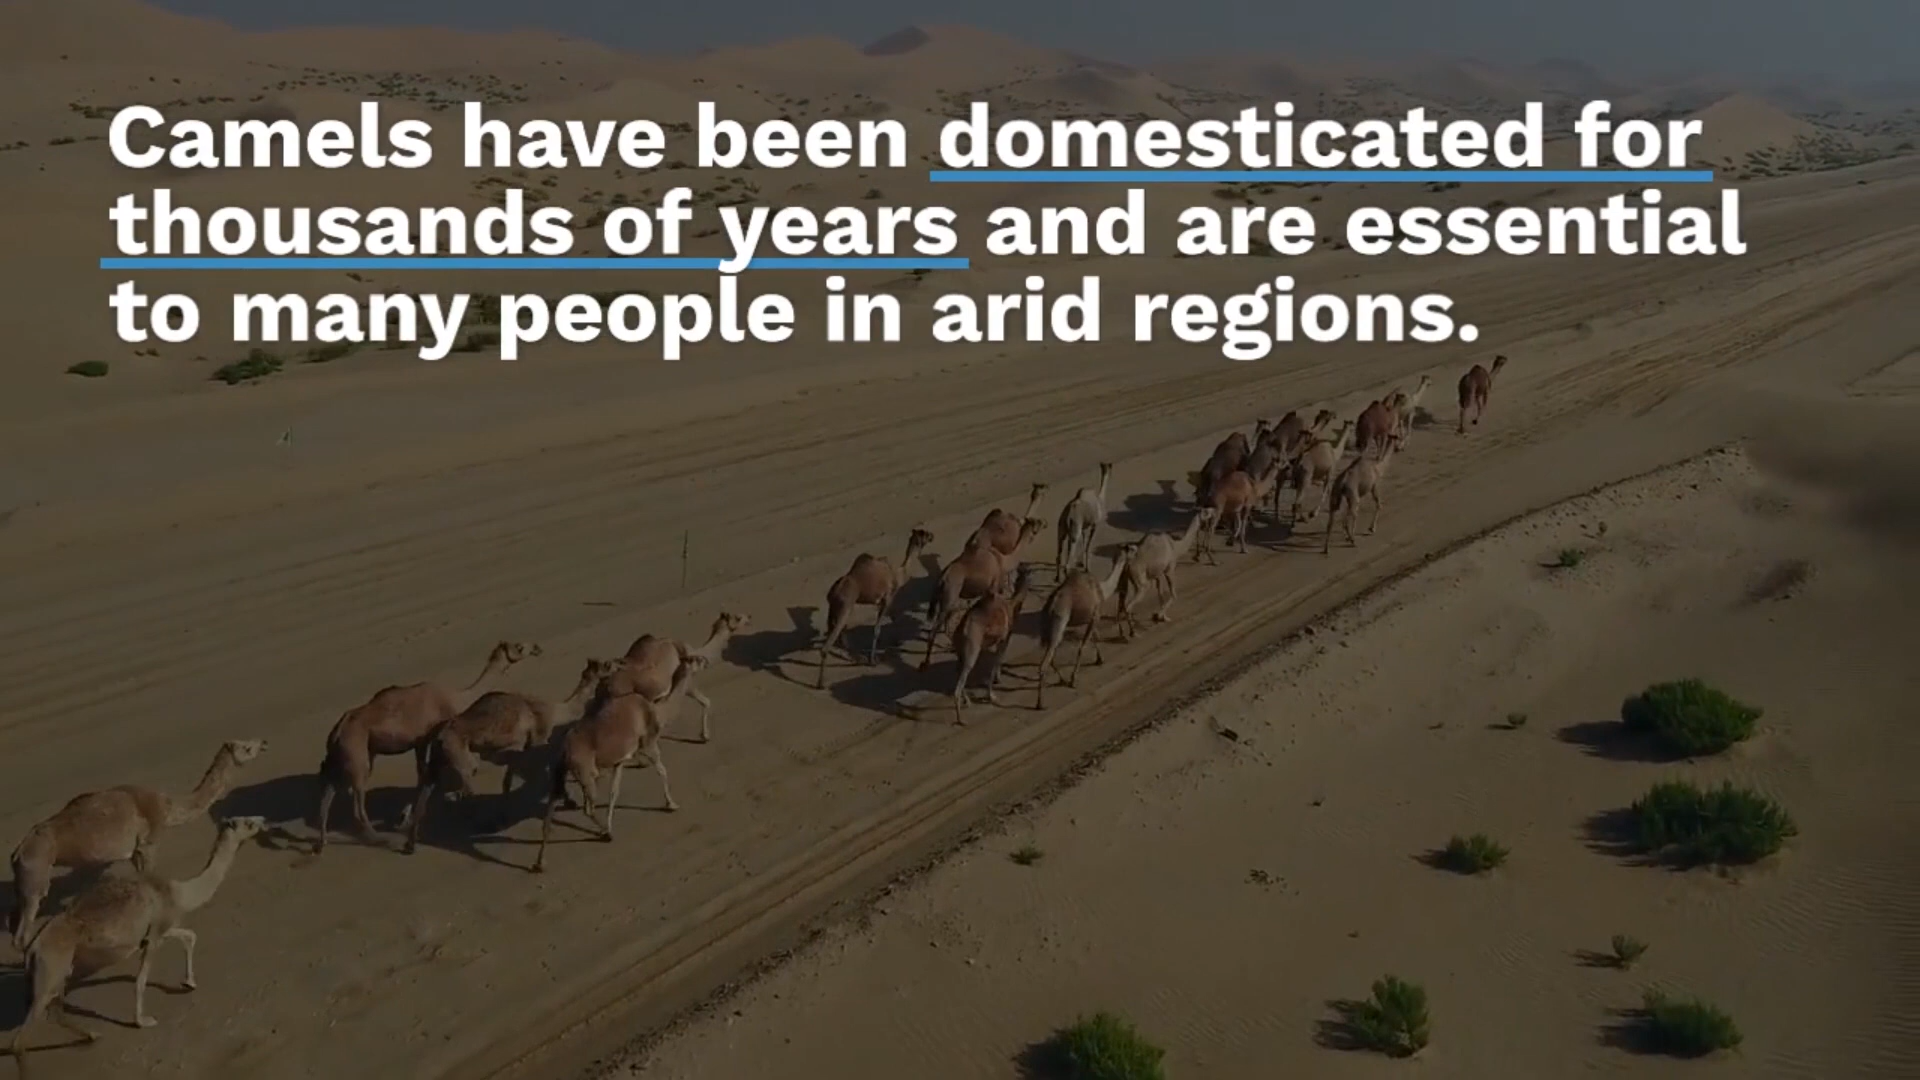 Camels have been domesticated for
thousands of years and are essential
to many people in arid regions.